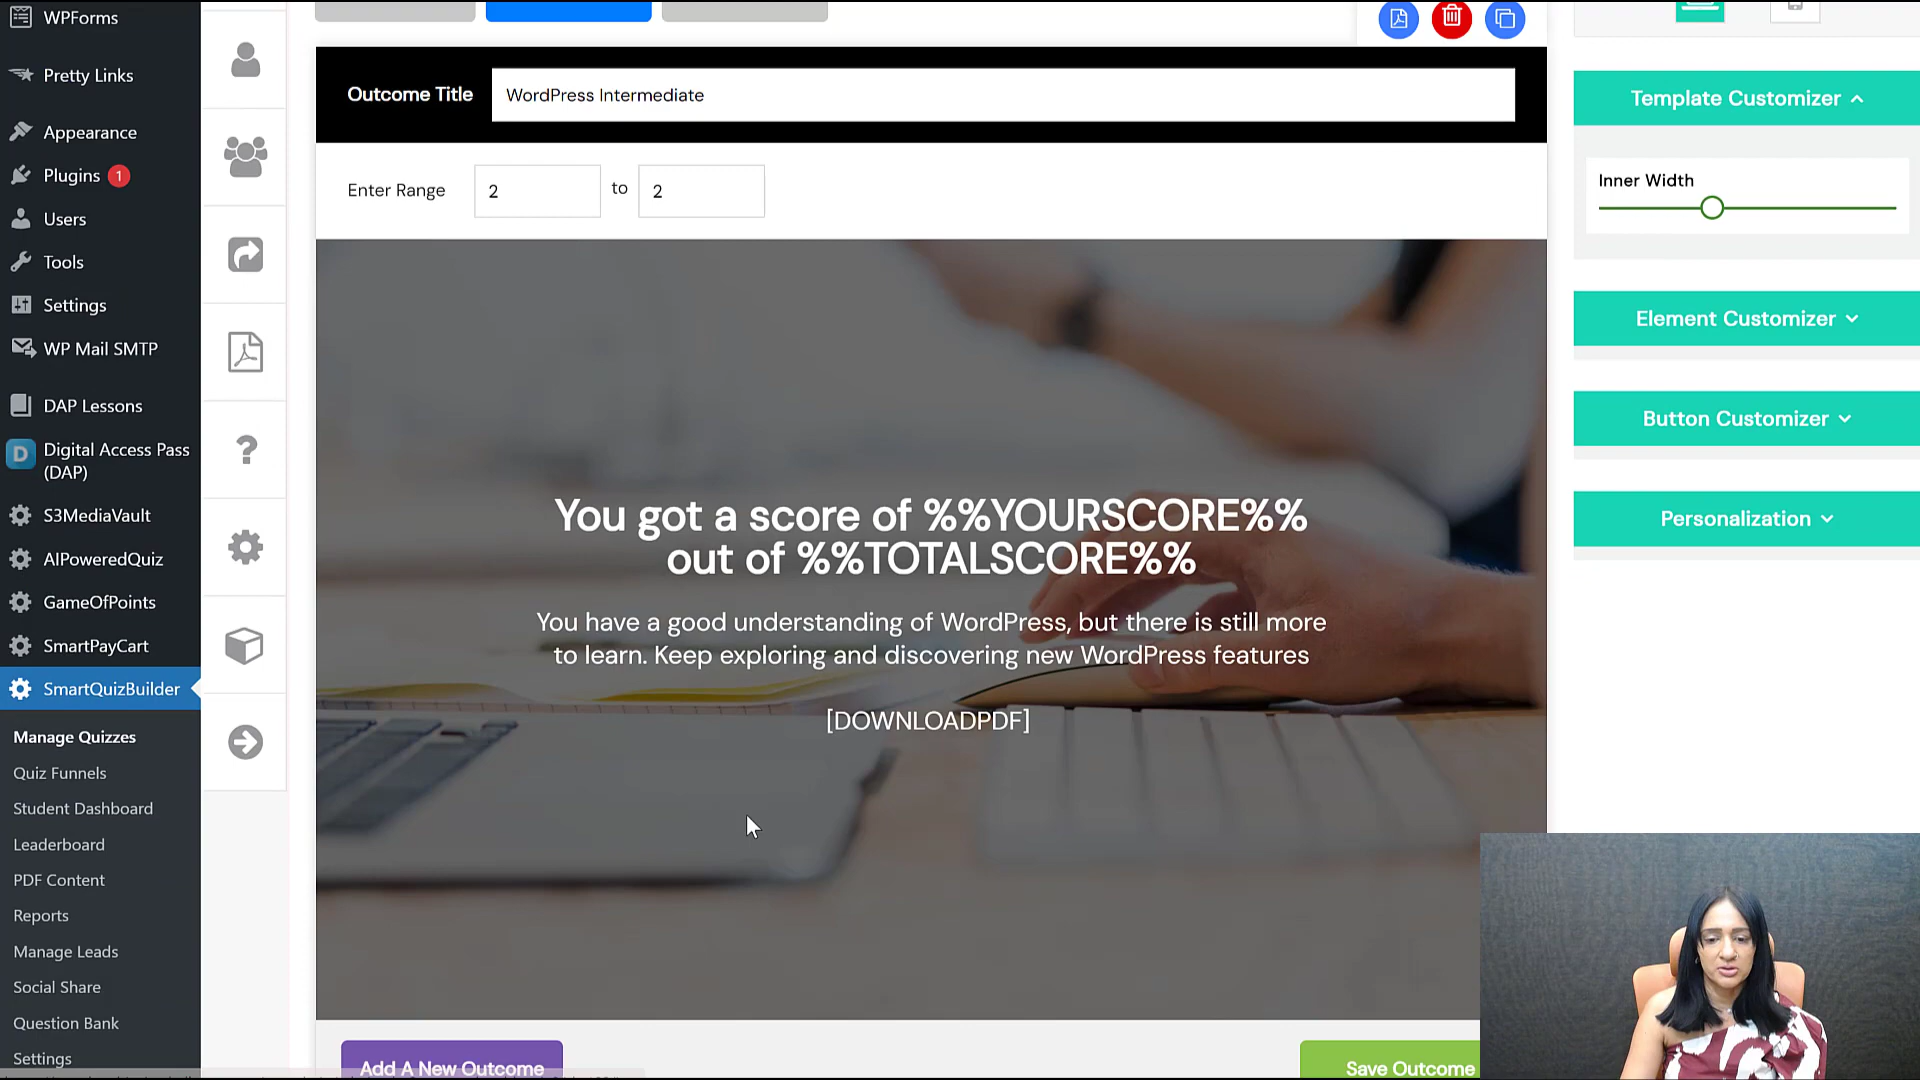 WPForms
Pretty Links
Appearance
Plugins 1
Users
Tools
Settings
WP Mail SMTP
DAP Lessons
Digital Access Pass
(DAP)
S3MediaVault
AIPoweredQuiz
GameOfPoints
SmartPayCart
SmartQuizBuilder
Manage Quizzes
Quiz Funnels
Student Dashboard
Leaderboard
PDF Content
Reports
Manage Leads
Social Share
Question Bank
Settings
Outcome Title
WordPress Intermediate
Enter Range 2 to 2
You got a score of %%YOURSCORE%%
out of %%TOTALSCORE%%
You have a good understanding of WordPress, but there is still more
to learn. Keep exploring and discovering new WordPress features
[DOWNLOADPDF]
Add A New Outcome
Save Outcome
Template Customizer
Inner Width
Element Customizer
Button Customizer
Personalization